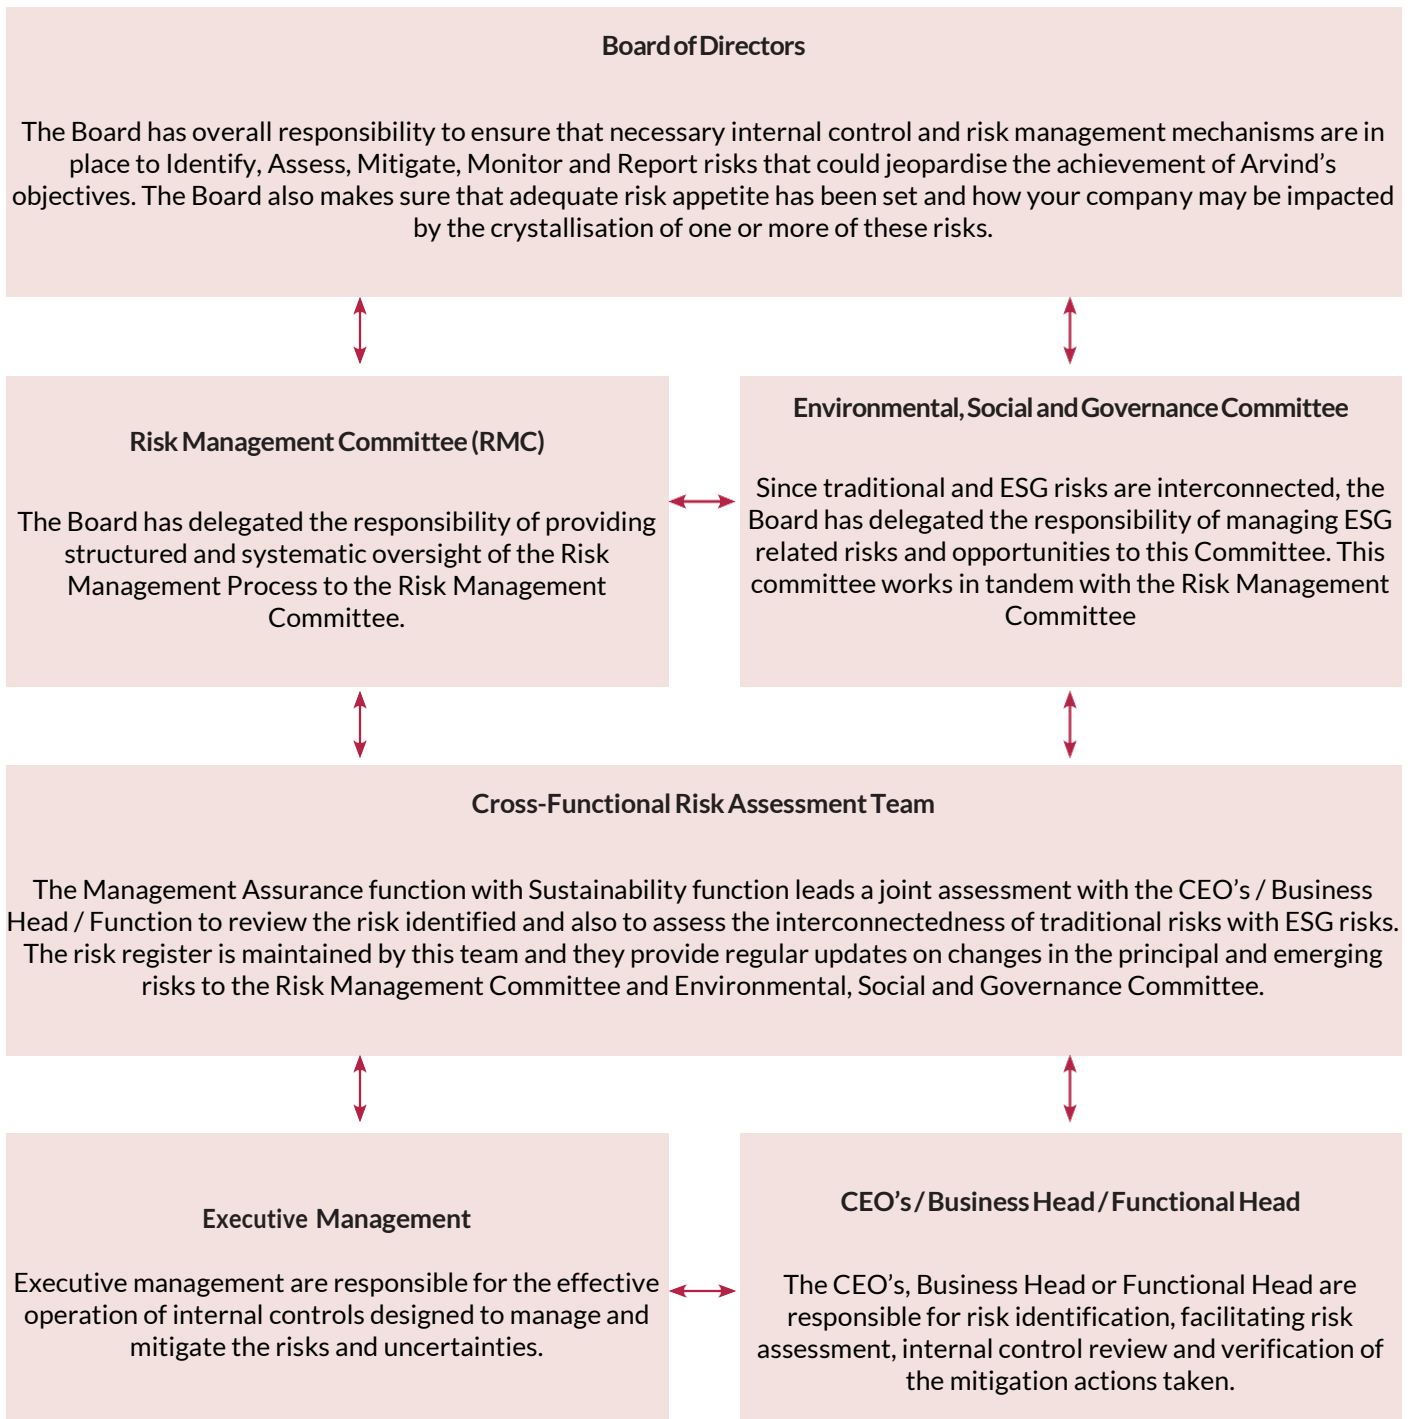 Board of Directors
The Board has overall responsibility to ensure that necessary internal control and risk management mechanisms are in
place to Identify, Assess, Mitigate, Monitor and Report risks that could jeopardise the achievement of Arvind’s
objectives. The Board also makes sure that adequate risk appetite has been set and how your company may be impacted
by the crystallisation of one or more of these risks.
Risk Management Committee (RMC)
The Board has delegated the responsibility of providing
structured and systematic oversight of the Risk
Management Process to the Risk Management
Committee.
Environmental, Social and Governance Committee
Since traditional and ESG risks are interconnected, the
Board has delegated the responsibility of managing ESG
related risks and opportunities to this Committee. This
committee works in tandem with the Risk Management
Committee
Cross-Functional Risk Assessment Team
The Management Assurance function with Sustainability function leads a joint assessment with the CEO’s / Business
Head / Function to review the risk identified and also to assess the interconnectedness of traditional risks with ESG risks.
The risk register is maintained by this team and they provide regular updates on changes in the principal and emerging
risks to the Risk Management Committee and Environmental, Social and Governance Committee.
Executive Management
Executive management are responsible for the effective
operation of internal controls designed to manage and
mitigate the risks and uncertainties.
CEO’s / Business Head / Functional Head
The CEO’s, Business Head or Functional Head are
responsible for risk identification, facilitating risk
assessment, internal control review and verification of
the mitigation actions taken.